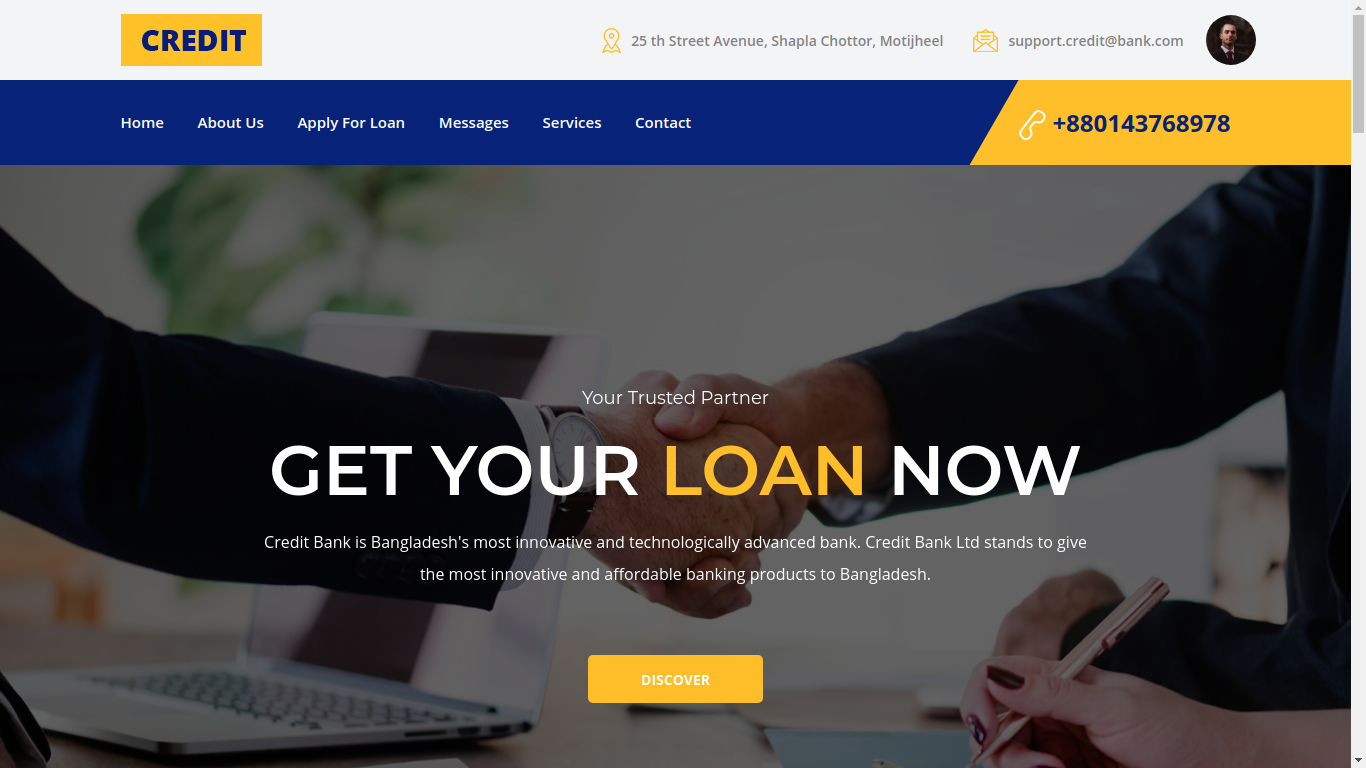 CREDIT
25 th Street Avenue, Shapla Chottor, Motijheel
support.credit@bank.com
Home
About Us
Apply For Loan
Messages
Services
Contact
+880143768978
Your Trusted Partner
GET YOUR LOAN NOW
Credit Bank is Bangladesh's most innovative and technologically advanced bank. Credit Bank Ltd stands to give
the most innovative and affordable banking products to Bangladesh.
DISCOVER